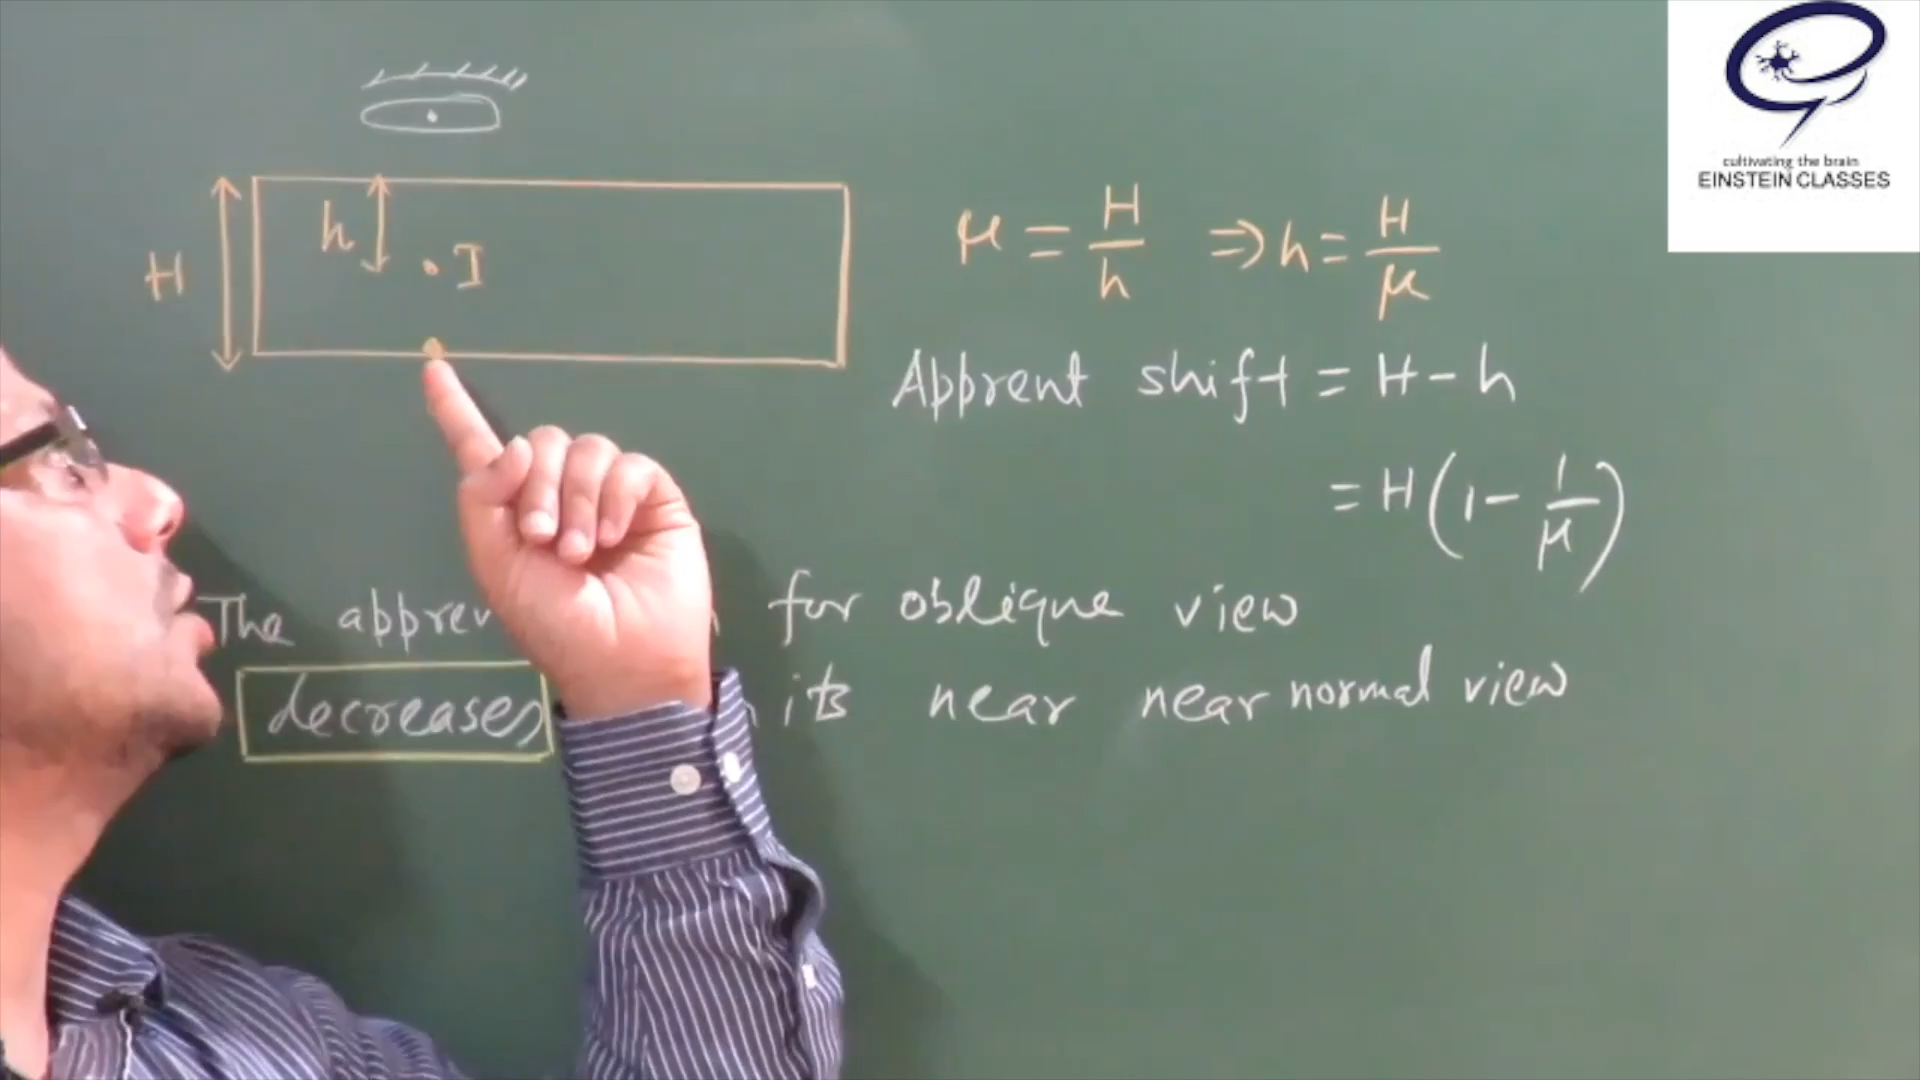 cultivating the brain
EINSTEIN CLASSES
H
h
I
μ = H/h ⇒ h = H/μ
Apprent shift = H - h
= H(1 - 1/μ)
The for oblique view
decreases its near near normal view